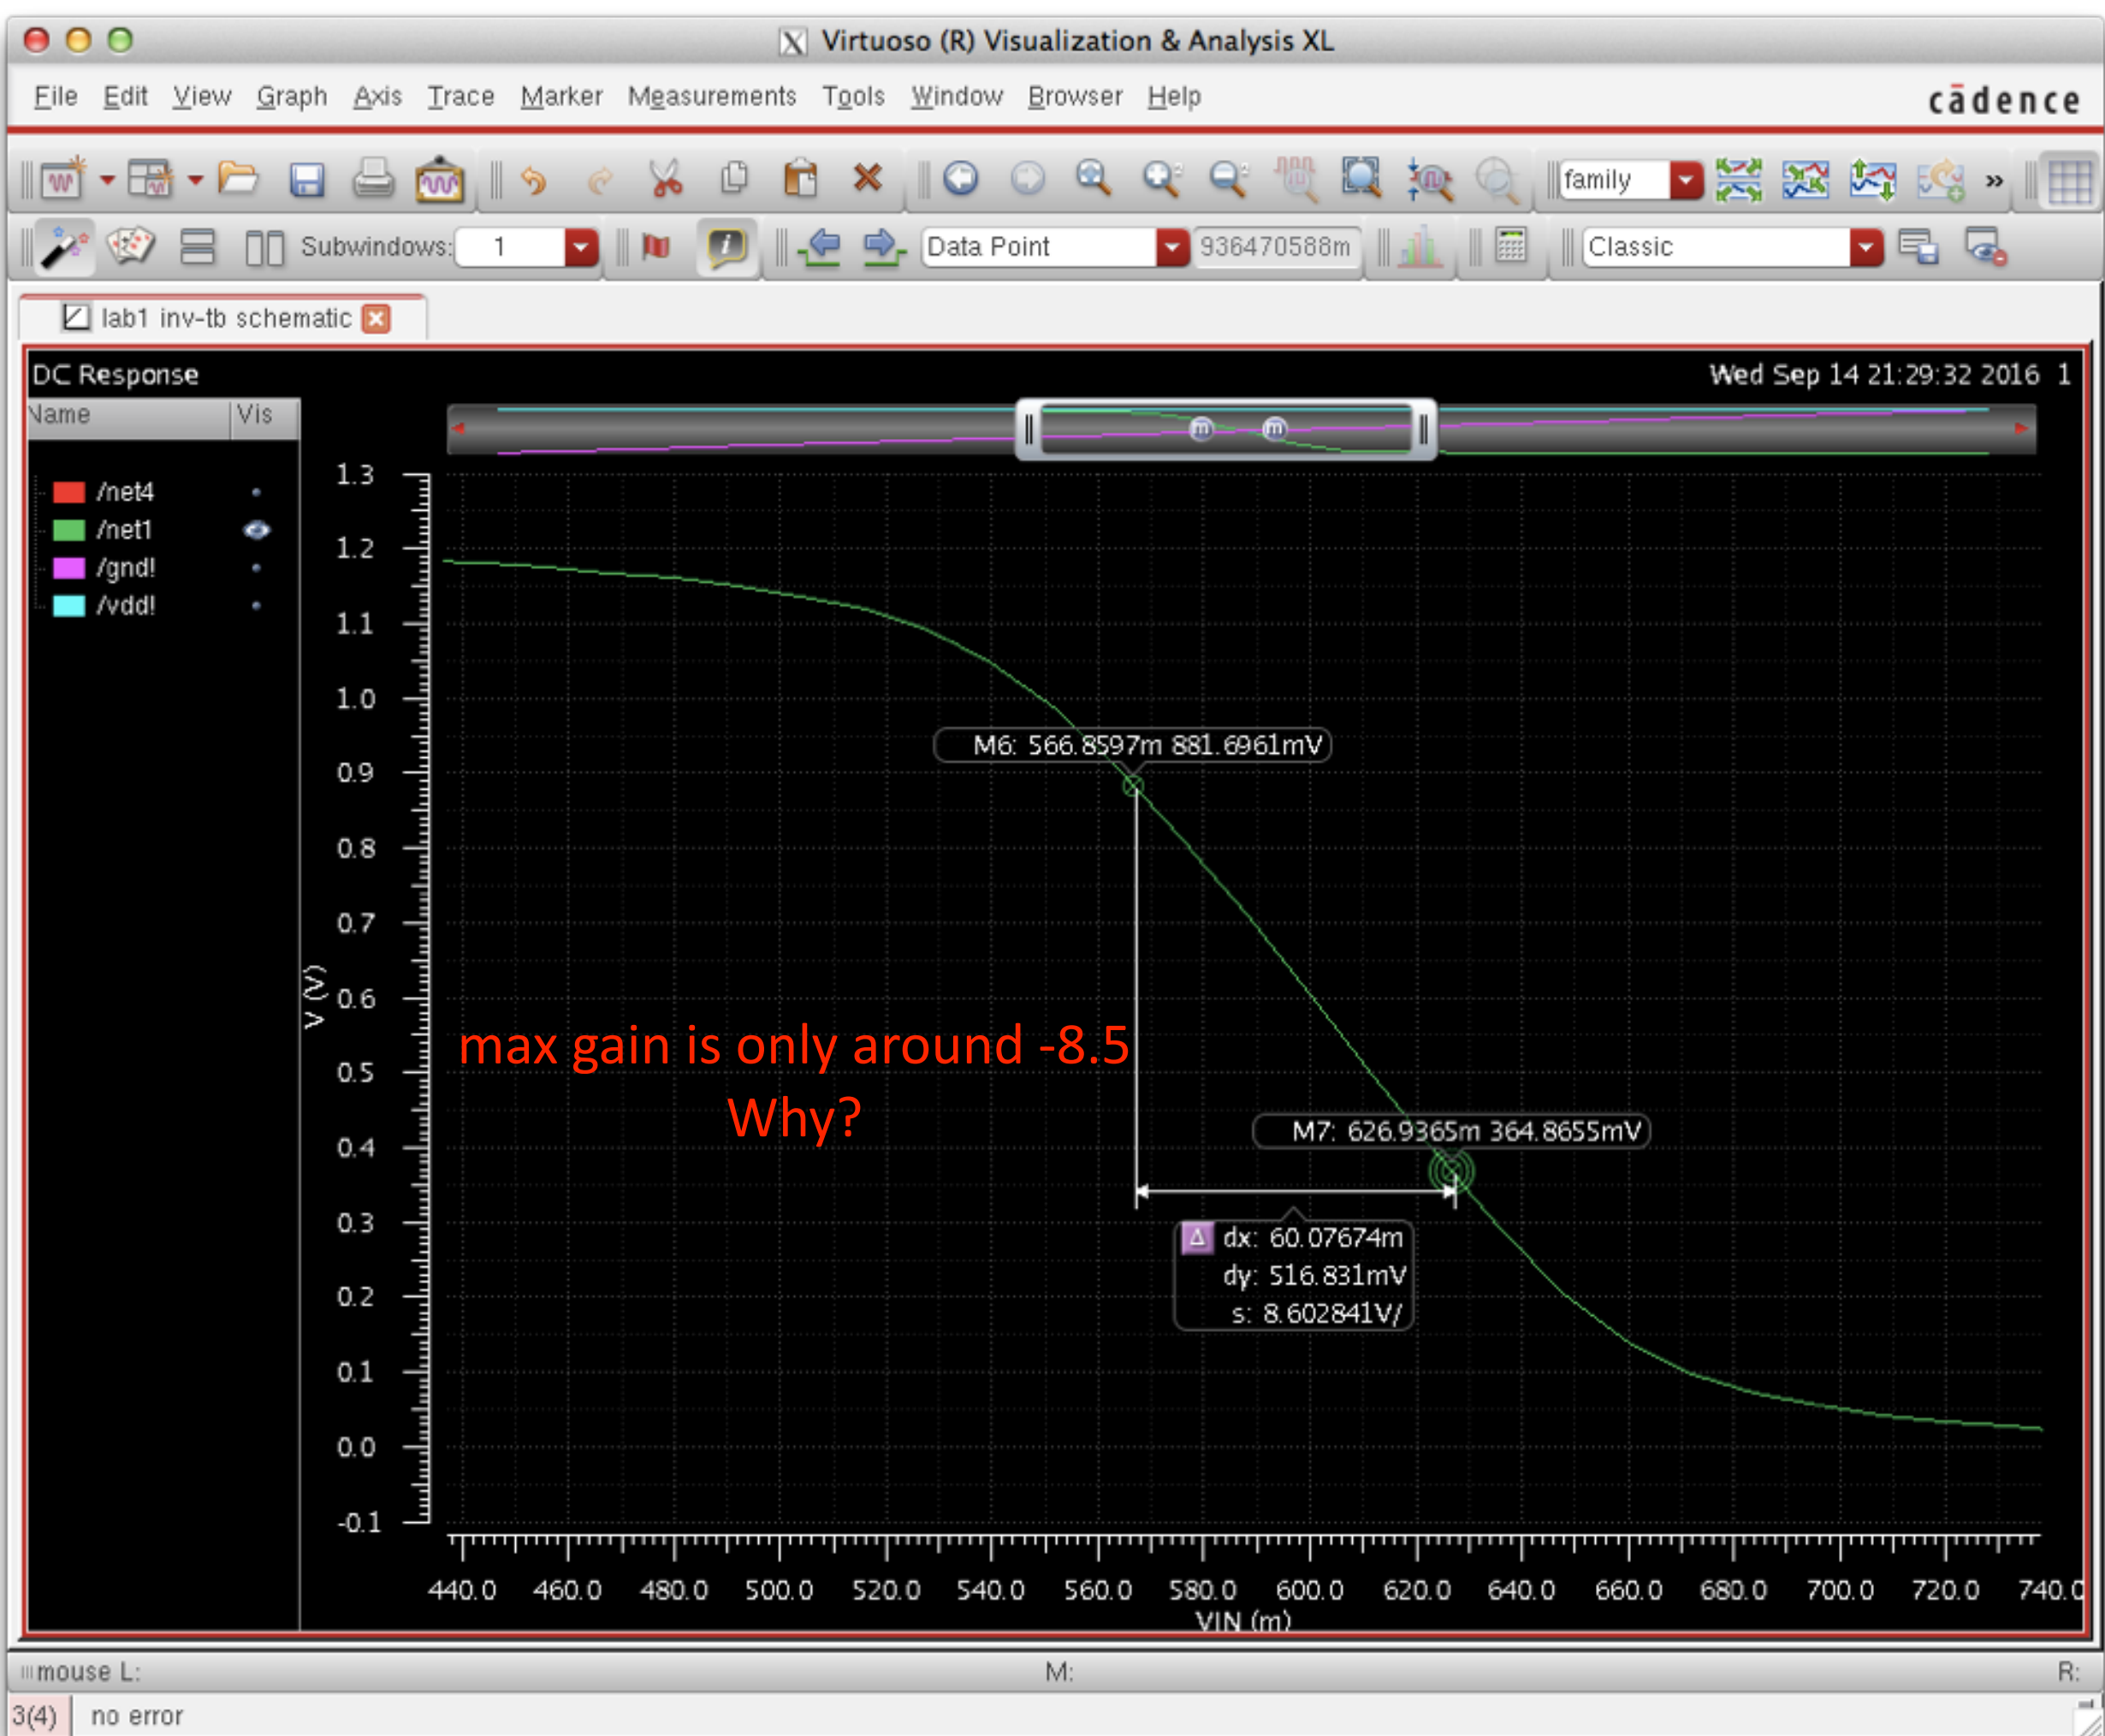 Virtuoso (R) Visualization & Analysis XL
File Edit View Graph Axis Trace Marker Measurements Tools Window Browser Help
cādence
family
»
Subwindows: 1
Data Point
936470588m
Classic
lab1 inv-tb schematic
DC Response
Wed Sep 14 21:29:32 2016 1
Name Vis
/net4
/net1
/gnd!
/vdd!
m m
1.3
1.2
1.1
1.0
0.9
0.8
0.7
0.6
0.5
0.4
0.3
0.2
0.1
0.0
-0.1
V (V)
M6: 566.8597m 881.6961mV
max gain is only around -8.5
Why?
M7: 626.9365m 364.8655mV
Δ dx: 60.07674m
dy: 516.831mV
s: 8.602841V/
440.0 460.0 480.0 500.0 520.0 540.0 560.0 580.0 600.0 620.0 640.0 660.0 680.0 700.0 720.0 740.0
VIN (m)
mouse L: M: R:
3(4) no error